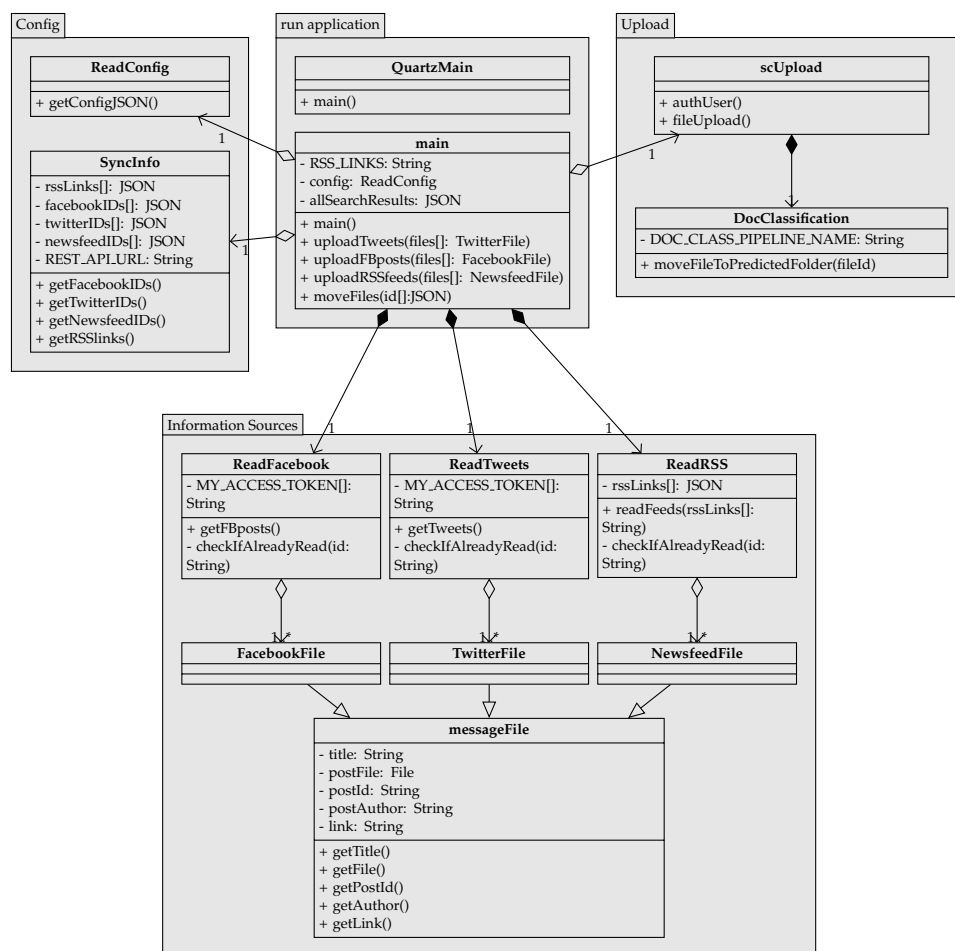 Config
ReadConfig
+ getConfigJSON()
SyncInfo
- rssLinks[]: JSON
- facebookIDs[]: JSON
- twitterIDs[]: JSON
- newsfeedIDs[]: JSON
- REST_API_URL: String
+ getFacebookIDs()
+ getTwitterIDs()
+ getNewsfeedIDs()
+ getRSSlinks()
run application
QuartzMain
+ main()
main
- RSS_LINKS: String
- config: ReadConfig
- allSearchResults: JSON
+ main()
+ uploadTweets(files[]: TwitterFile)
+ uploadFBposts(files[]: FacebookFile)
+ uploadRSSfeeds(files[]: NewsfeedFile)
+ moveFiles(id[]:JSON)
1
1
1
Upload
scUpload
+ authUser()
+ fileUpload()
1
DocClassification
- DOC_CLASS_PIPELINE_NAME: String
+ moveFileToPredictedFolder(fileId)
Information Sources
1
1
1
ReadFacebook
- MY_ACCESS_TOKEN[]:
String
+ getFBposts()
- checkIfAlreadyRead(id:
String)
ReadTweets
- MY_ACCESS_TOKEN[]:
String
+ getTweets()
- checkIfAlreadyRead(id:
String)
ReadRSS
- rssLinks[]: JSON
+ readFeeds(rssLinks[]:
String)
- checkIfAlreadyRead(id:
String)
1..*
1..*
1..*
FacebookFile
TwitterFile
NewsfeedFile
messageFile
- title: String
- postFile: File
- postId: String
- postAuthor: String
- link: String
+ getTitle()
+ getFile()
+ getPostId()
+ getAuthor()
+ getLink()